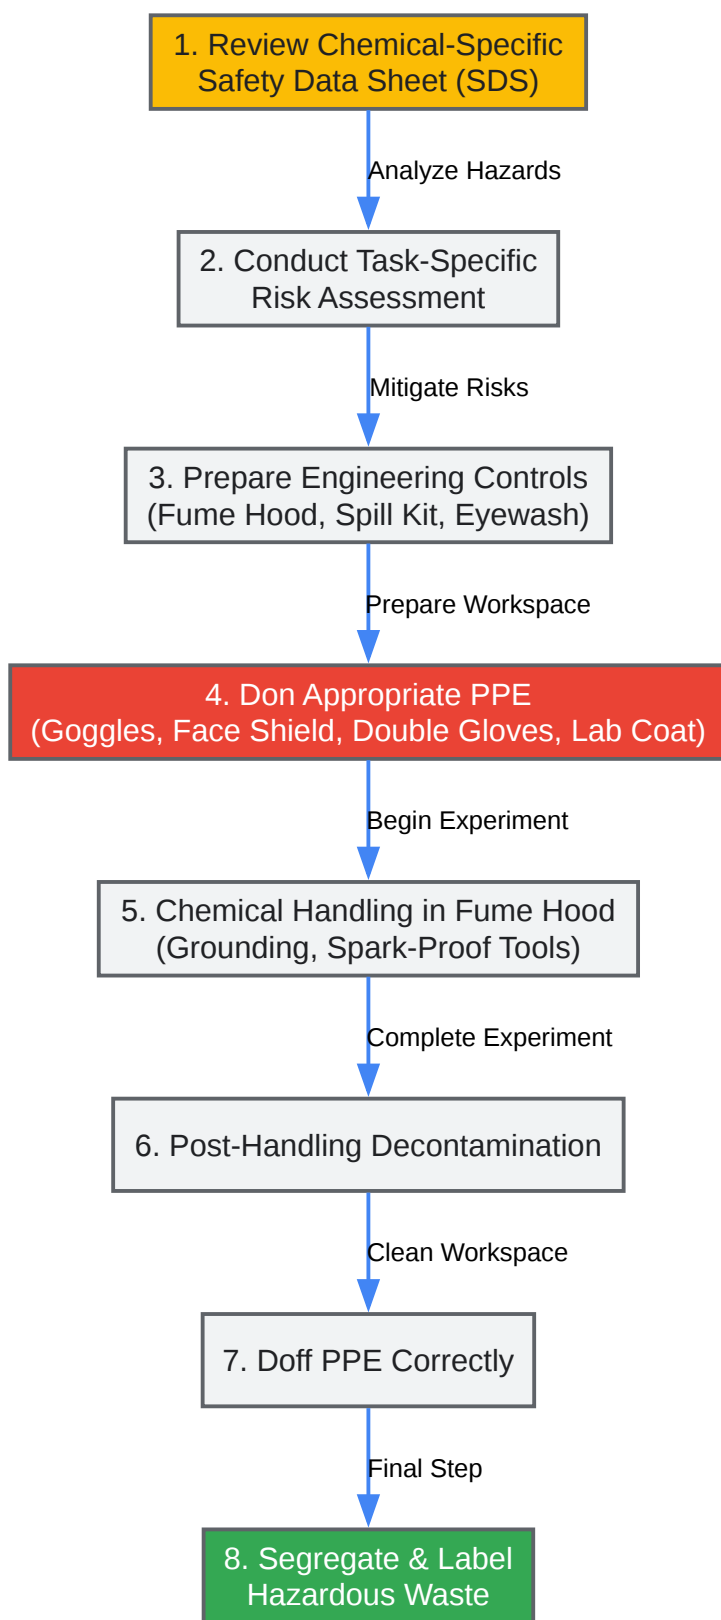 1. Review Chemical-Specific
Safety Data Sheet (SDS)
Analyze Hazards
2. Conduct Task-Specific
Risk Assessment
Mitigate Risks
3. Prepare Engineering Controls
(Fume Hood, Spill Kit, Eyewash)
Prepare Workspace
4. Don Appropriate PPE
(Goggles, Face Shield, Double Gloves, Lab Coat)
Begin Experiment
5. Chemical Handling in Fume Hood
(Grounding, Spark-Proof Tools)
Complete Experiment
6. Post-Handling Decontamination
Clean Workspace
7. Doff PPE Correctly
Final Step
8. Segregate & Label
Hazardous Waste